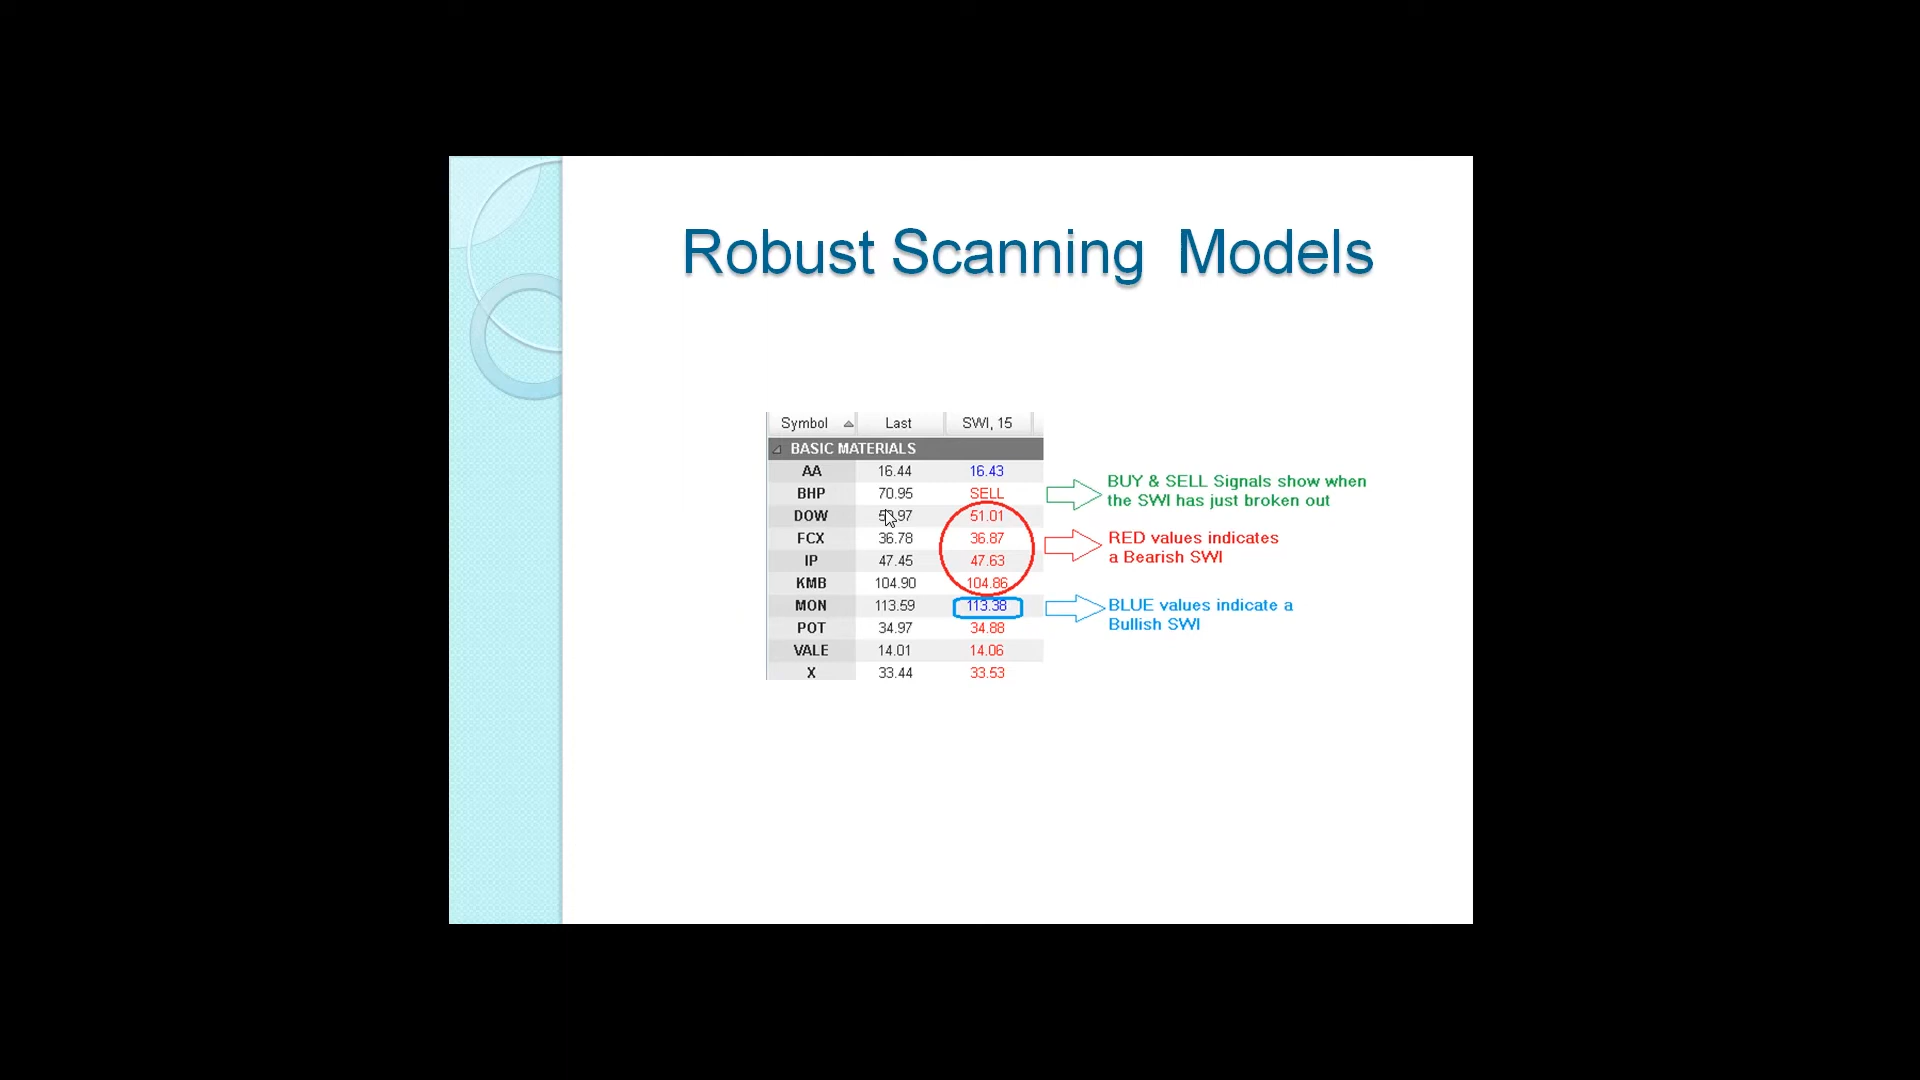 Robust Scanning Models
Symbol Last SWI, 15
BASIC MATERIALS
AA 16.44 16.43
BHP 70.95 SELL
DOW 51.01
FCX 36.78 36.87
IP 47.45 47.63
KMB 104.90 104.86
MON 113.59 113.38
POT 34.97 34.88
VALE 14.01 14.06
X 33.44 33.53
BUY & SELL Signals show when
the SWI has just broken out
RED values indicates
a Bearish SWI
BLUE values indicate a
Bullish SWI